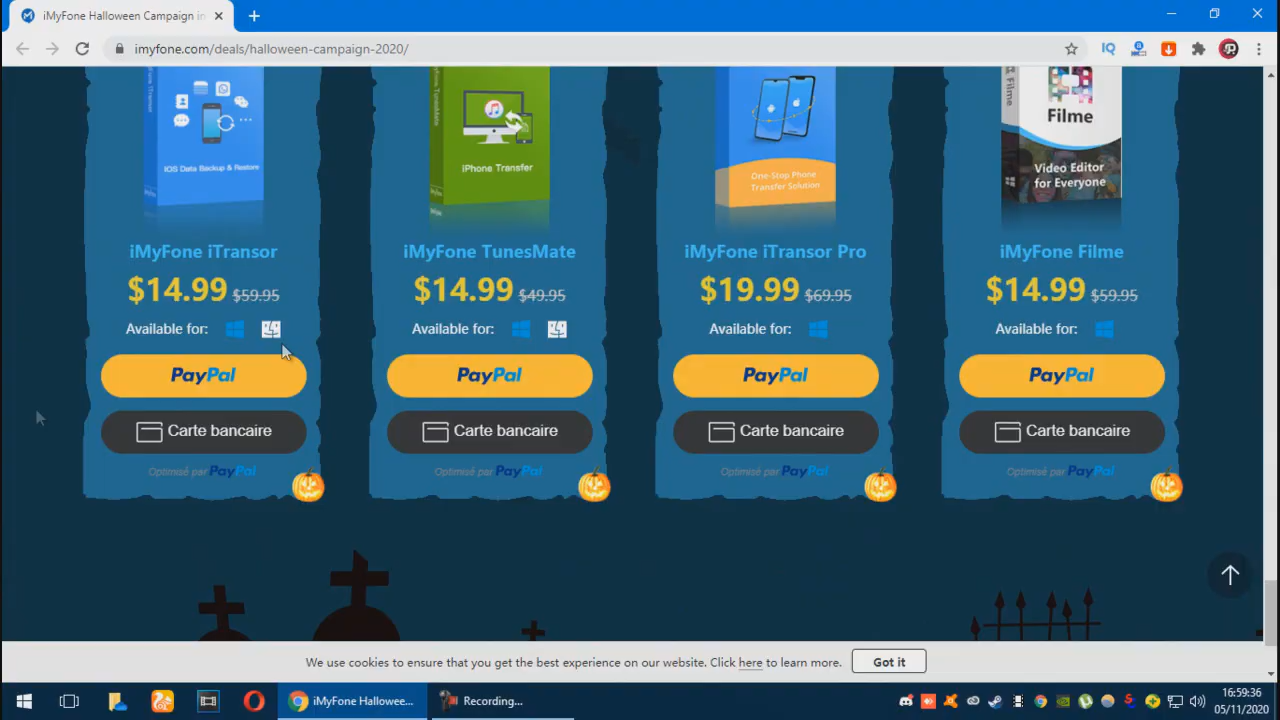 iMyFone Halloween Campaign in
imyfone.com/deals/halloween-campaign-2020/
IOS Data Backup & Restore
iPhone Transfer
One-Stop Phone
Transfer Solution
Filme
Filme
Video Editor
for Everyone
iMyFone iTransor
$14.99 $59.95
Available for:
PayPal
Carte bancaire
Optimisé par PayPal
iMyFone TunesMate
$14.99 $49.95
Available for:
PayPal
Carte bancaire
Optimisé par PayPal
iMyFone iTransor Pro
$19.99 $69.95
Available for:
PayPal
Carte bancaire
Optimisé par PayPal
iMyFone Filme
$14.99 $59.95
Available for:
PayPal
Carte bancaire
Optimisé par PayPal
We use cookies to ensure that you get the best experience on our website. Click here to learn more.
Got it
iMyFone Hallowee...
Recording...
16:59:36
05/11/2020